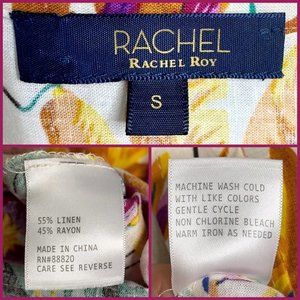 RACHEL
RACHEL ROY
S
55% LINEN
45% RAYON
MADE IN CHINA
RN#88820
CARE SEE REVERSE
MACHINE WASH COLD
WITH LIKE COLORS
GENTLE CYCLE
NON CHLORINE BLEACH
WARM IRON AS NEEDED